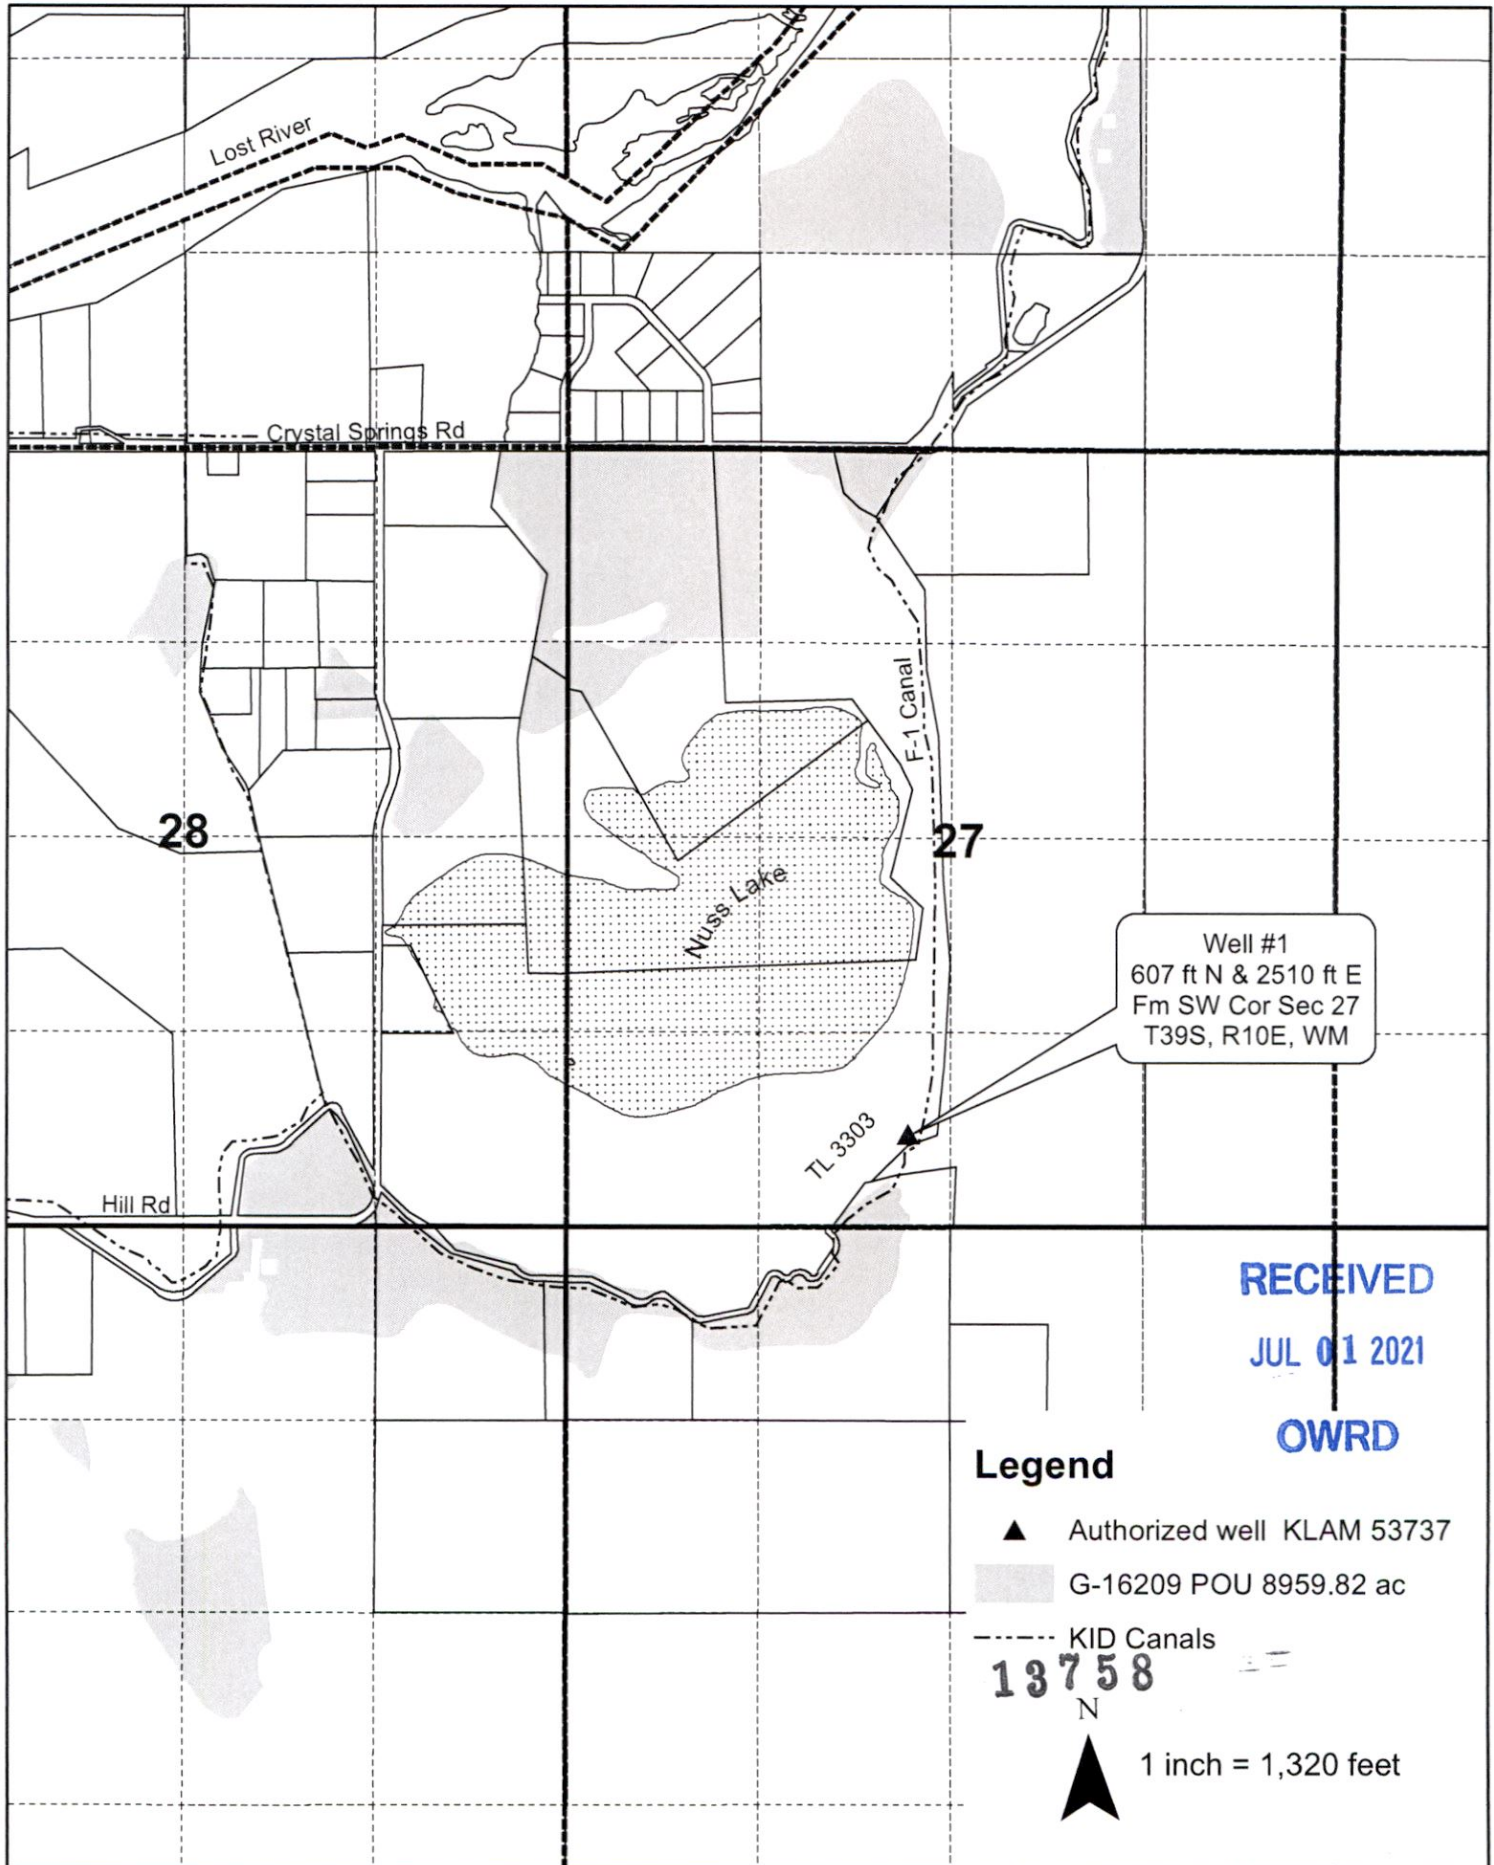 Lost River
Crystal Springs Rd
F-1 Canal
28
27
Nuss Lake
Well #1
607 ft N & 2510 ft E
Fm SW Cor Sec 27
T39S, R10E, WM
TL 3303
Hill Rd
RECEIVED
JUL 01 2021
OWRD
Legend
Authorized well KLAM 53737
G-16209 POU 8959.82 ac
KID Canals
13758
N
1 inch = 1,320 feet